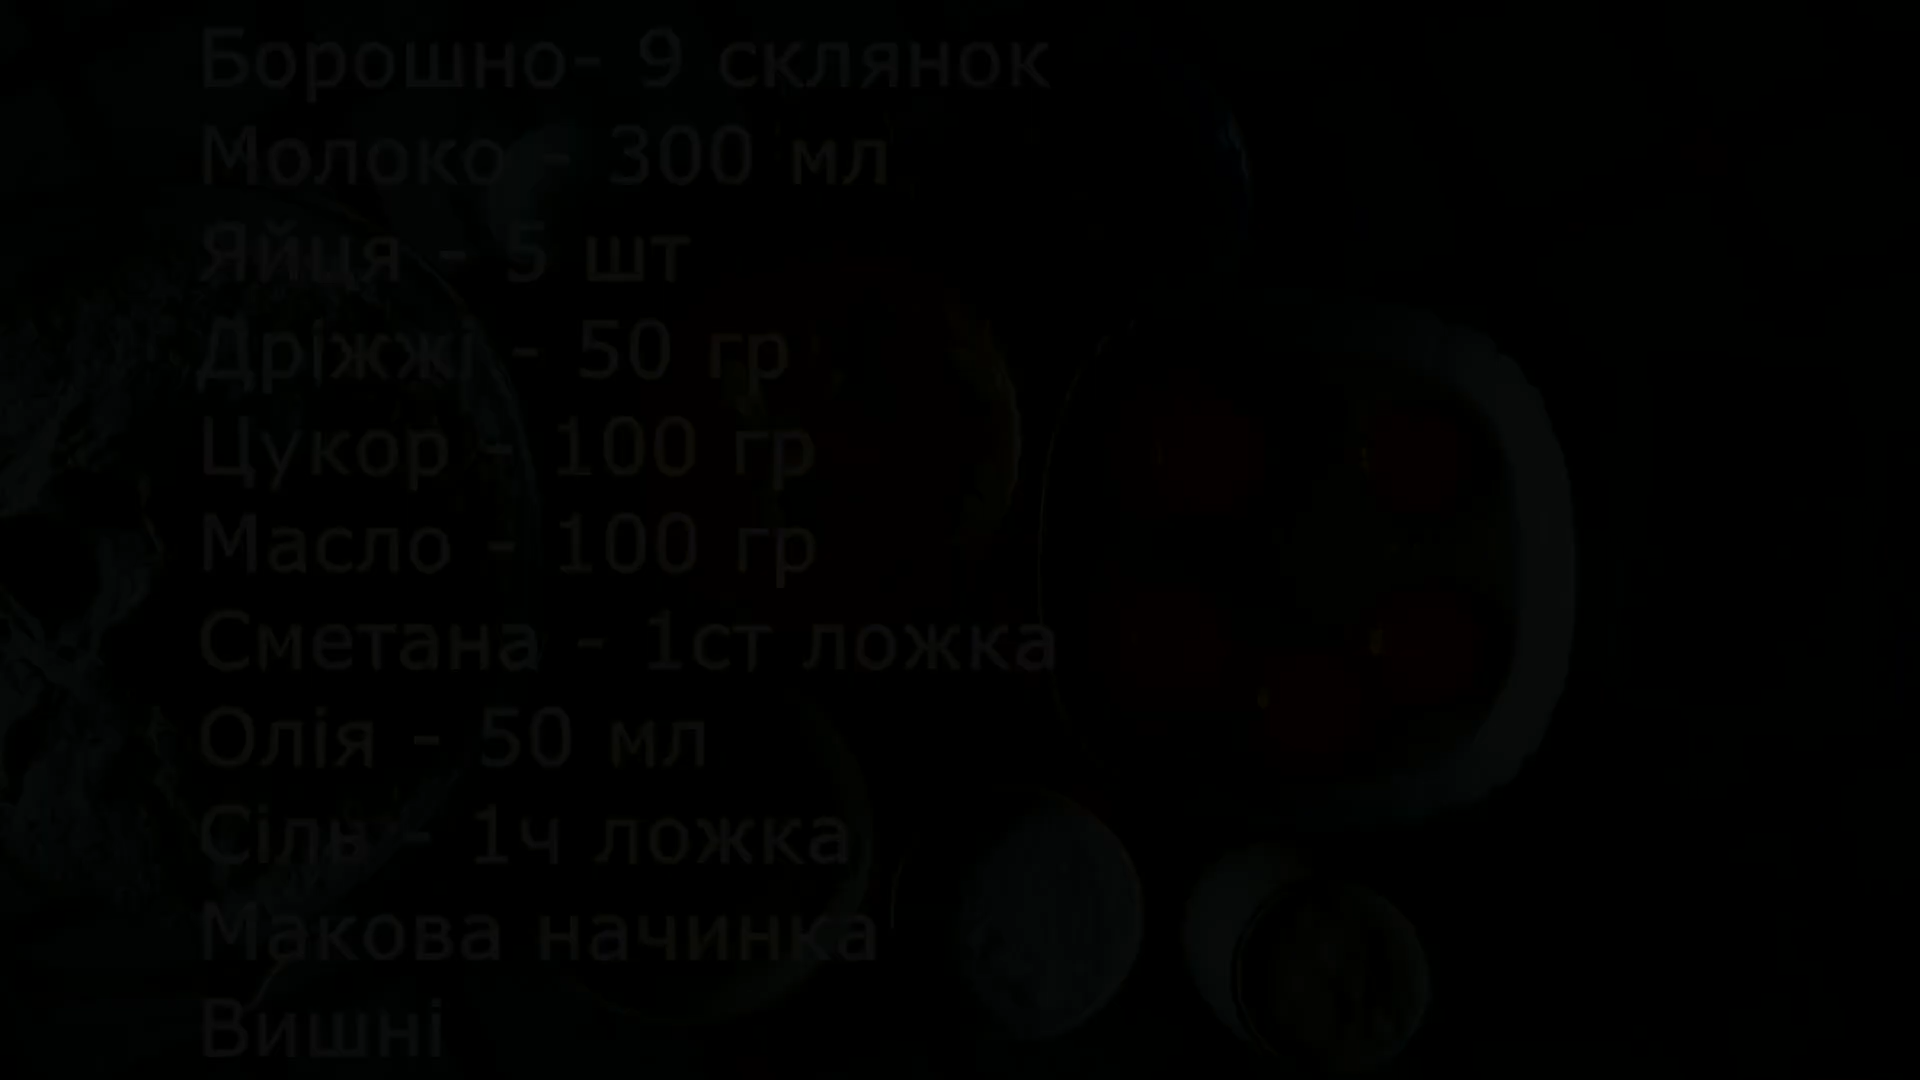 Борошно- 9 склянок
Молоко - 300 мл
Яйця - 5 шт
Дріжжі - 50 гр
Цукор - 100 гр
Масло - 100 гр
Сметана - 1ст ложка
Олія - 50 мл
Сіль - 1ч ложка
Макова начинка
Вишні